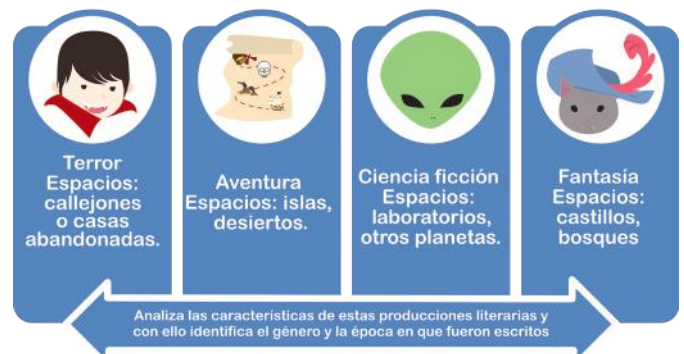 Terror
Espacios:
callejones
o casas
abandonadas.
Aventura
Espacios: islas,
desiertos.
Ciencia ficción
Espacios:
laboratorios,
otros planetas.
Fantasía
Espacios:
castillos,
bosques
Analiza las características de estas producciones literarias y
con ello identifica el género y la época en que fueron escritos